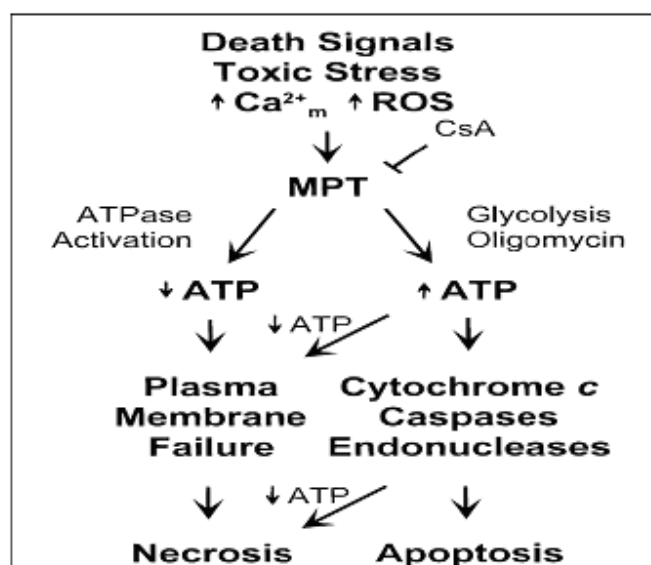 Death Signals
Toxic Stress
↑ Ca²⁺ₘ ↑ ROS
CsA
MPT
ATPase
Activation
Glycolysis
Oligomycin
↓ ATP
↑ ATP
↓ ATP
Plasma
Membrane
Failure
Cytochrome c
Caspases
Endonucleases
↓ ATP
Necrosis
Apoptosis